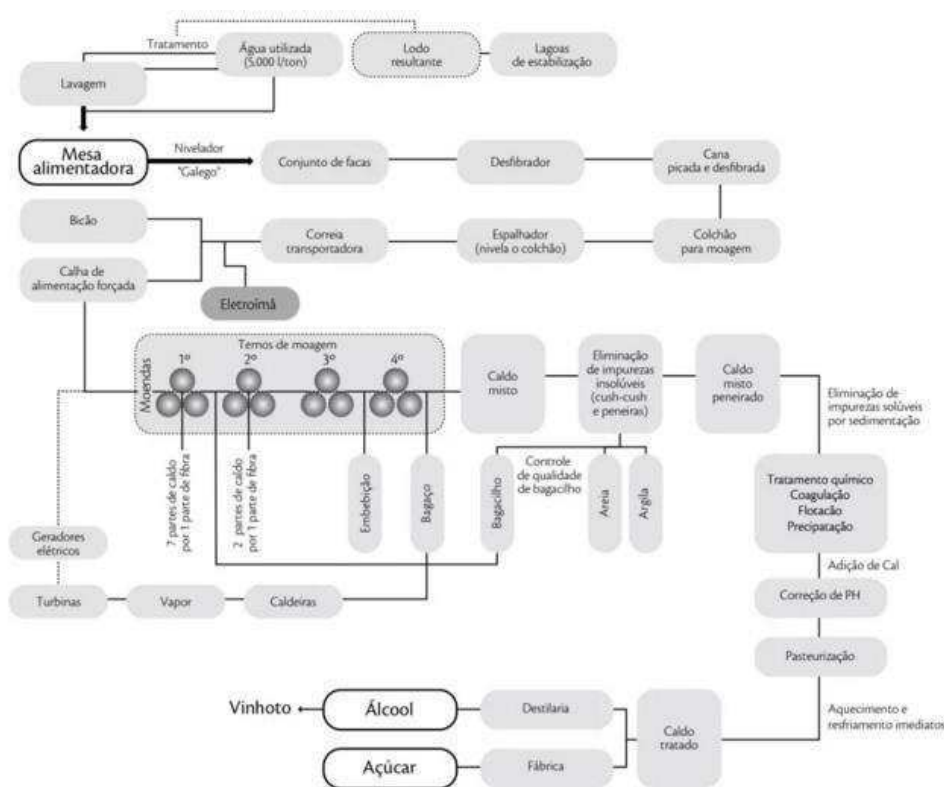 Tratamento
Água utilizada
(5.000 l/ton)
Lodo
resultante
Lagoas
de estabilização
Lavagem
Mesa
alimentadora
Nivelador
"Galego"
Conjunto de facas
Desfibrador
Cana
picada e desfibrada
Bicão
Correia
transportadora
Espalhador
(nivela o colchão)
Colchão
para moagem
Calha de
alimentação forçada
Eletroímã
Ternos de moagem
Moendas
1º
2º
3º
4º
Caldo
misto
Eliminação
de impurezas
insolúveis
(cush-cush
e peneiras)
Caldo
misto
peneirado
Eliminação de
impurezas solúveis
por sedimentação
7 partes de caldo
por 1 parte de fibra
2 partes de caldo
por 1 parte de fibra
Embebição
Bagaço
Bagacilho
Controle
de qualidade
de bagacilho
Areia
Argila
Tratamento químico
Coagulação
Flotacão
Precipatação
Geradores
elétricos
Adição de Cal
Turbinas
Vapor
Caldeiras
Correção de PH
Pasteurização
Vinhoto
Álcool
Destilaria
Aquecimento e
resfriamento imediatos
Caldo
tratado
Açúcar
Fábrica